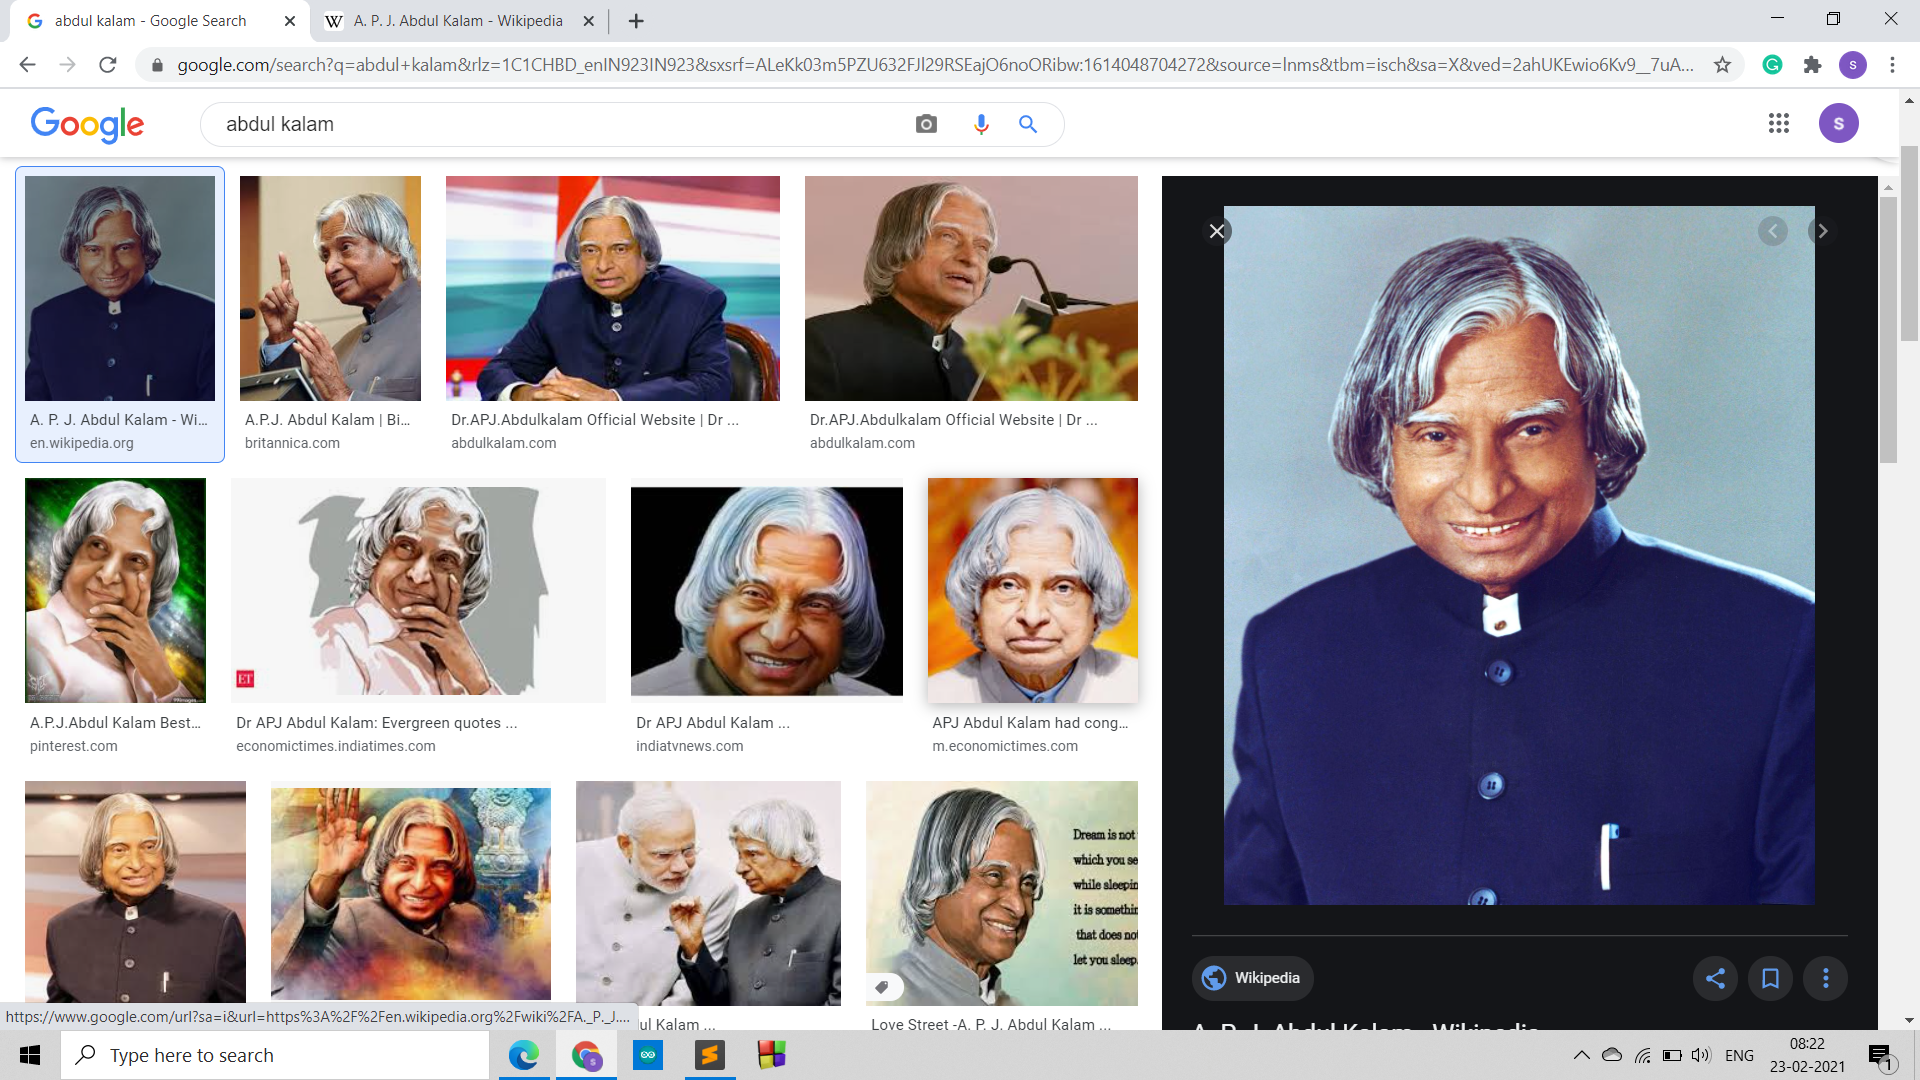 abdul kalam - Google Search
A. P. J. Abdul Kalam - Wikipedia
google.com/search?q=abdul+kalam&rlz=1C1CHBD_enIN923IN923&sxsrf=ALeKk03m5PZU632FJl29RSEajO6noORibw:1614048704272&source=lnms&tbm=isch&sa=X&ved=2ahUKEwio6Kv9__7uA...
S
Google
abdul kalam
S
A. P. J. Abdul Kalam - Wi...
en.wikipedia.org
A.P.J. Abdul Kalam | Bi...
britannica.com
Dr.APJ.Abdulkalam Official Website | Dr ...
abdulkalam.com
Dr.APJ.Abdulkalam Official Website | Dr ...
abdulkalam.com
ET
A.P.J.Abdul Kalam Best...
pinterest.com
Dr APJ Abdul Kalam: Evergreen quotes ...
economictimes.indiatimes.com
Dr APJ Abdul Kalam ...
indiatvnews.com
APJ Abdul Kalam had cong...
m.economictimes.com
Dream is not
which you se
while sleepin
it is somethin
that does not
let you sleep.
Wikipedia
https://www.google.com/url?sa=i&url=https%3A%2F%2Fen.wikipedia.org%2Fwiki%2FA._P._J....
ul Kalam ...
Love Street -A. P. J. Abdul Kalam ...
A. P. J. Abdul Kalam - Wikipedia
Type here to search
S
ENG
08:22
23-02-2021
1